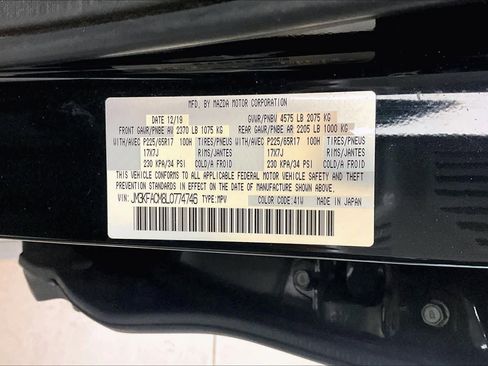 MFD. BY MAZDA MOTOR CORPORATION
DATE 12/19 GVWR/PNBV 4575 LB 2075 KG
FRONT GAWR/PNBE AV 2370 LB 1075 KG REAR GAWR/PNBE AR 2205 LB 1000 KG
WITH/AVEC P225/65R17 100H TIRES/PNEUS WITH/AVEC P225/65R17 100H TIRES/PNEUS
17X7J RIMS/JANTES 17X7J RIMS/JANTES
230 KPA/34 PSI COLD/A FROID 230 KPA/34 PSI COLD/A FROID
THIS VEHICLE CONFORMS TO ALL APPLICABLE FEDERAL MOTOR VEHICLE SAFETY, BUMPER AND
THEFT PREVENTION STANDARDS IN EFFECT ON THE DATE OF MANUFACTURE SHOWN ABOVE.
VIN: JM3KFACM8L0774746 TYPE:MPV COLOR CODE:41W MADE IN JAPAN